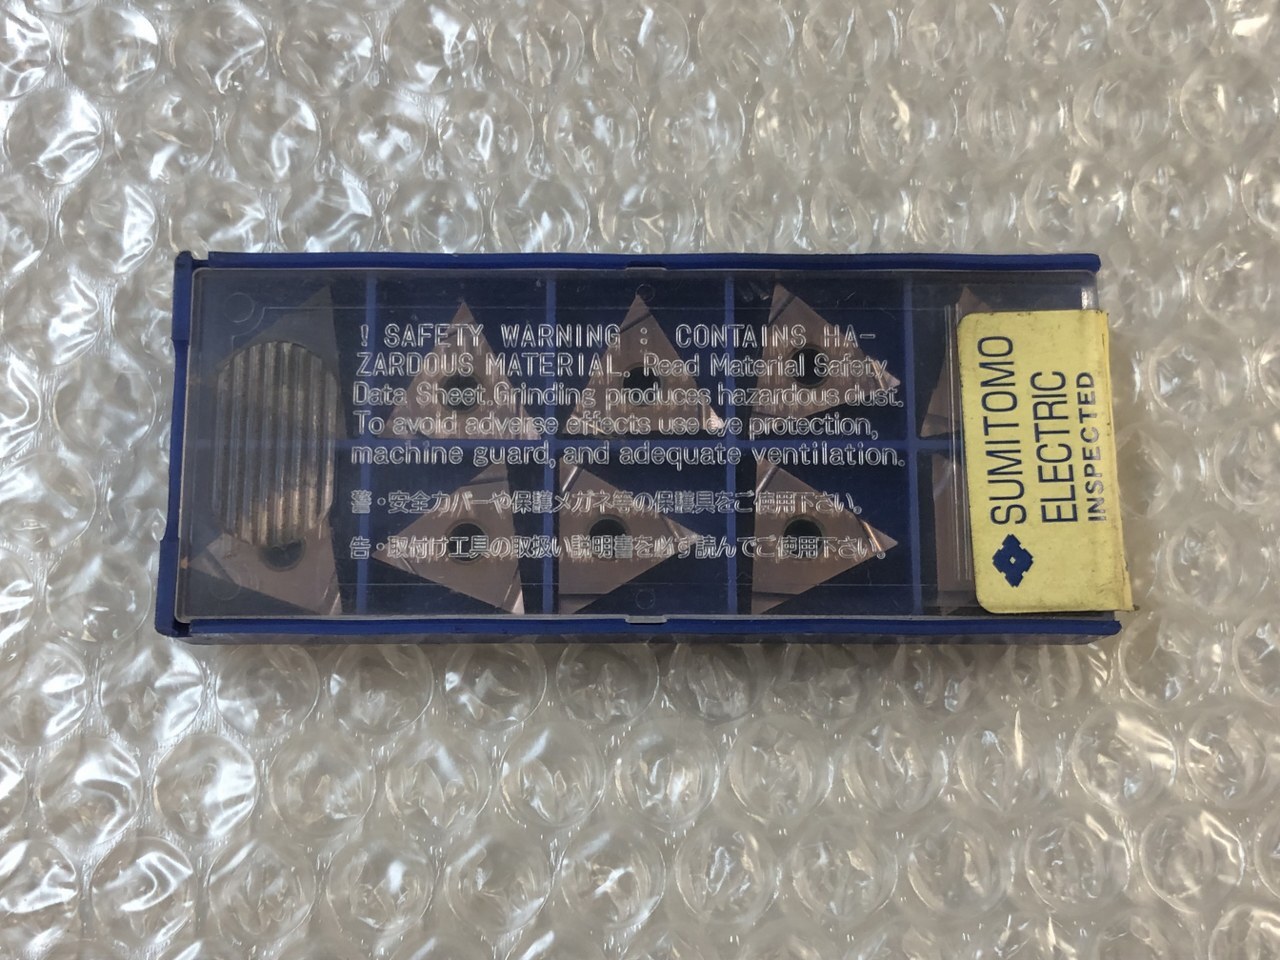 ! SAFETY WARNING : CONTAINS HA-
ZARDOUS MATERIAL. Read Material Safety
Data Sheet.Grinding produces hazardous dust.
To avoid adverse effects use eye protection,
machine guard, and adequate ventilation.
警・安全カバーや保護メガネ等の保護具をご使用下さい。
告・取付け工具の取扱い説明書を必ず読んでご使用下さい。
SUMITOMO
ELECTRIC
INSPECTED